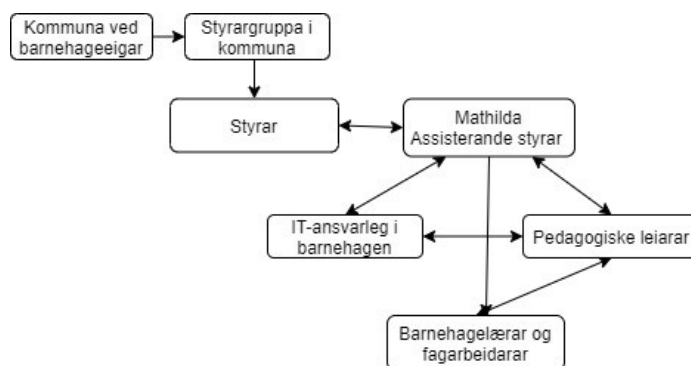 Kommuna ved
barnehageeigar
Styrargruppa i
kommuna
Styrar
Mathilda
Assisterande styrar
IT-ansvarleg i
barnehagen
Pedagogiske leiarar
Barnehagelærar og
fagarbeidarar